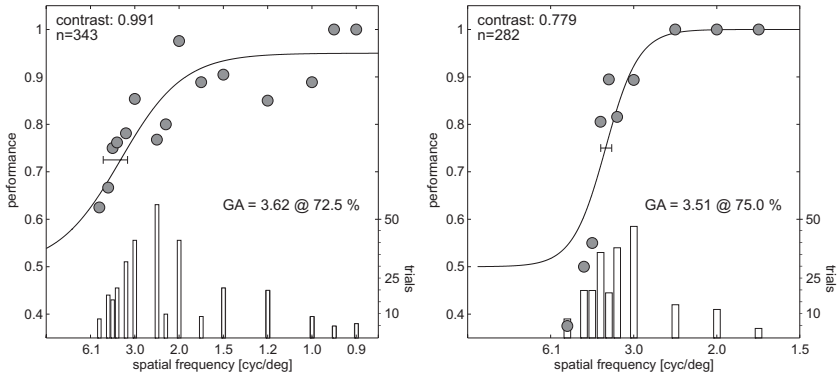 contrast: 0.991
n=343
1
0.9
0.8
0.7
0.6
0.5
0.4
performance
GA = 3.62 @ 72.5 %
50
25
10
trials
6.1 3.0 2.0 1.5 1.2 1.0 0.9
spatial frequency [cyc/deg]
contrast: 0.779
n=282
1
0.9
0.8
0.7
0.6
0.5
0.4
performance
GA = 3.51 @ 75.0 %
50
25
10
trials
6.1 3.0 2.0 1.5
spatial frequency [cyc/deg]